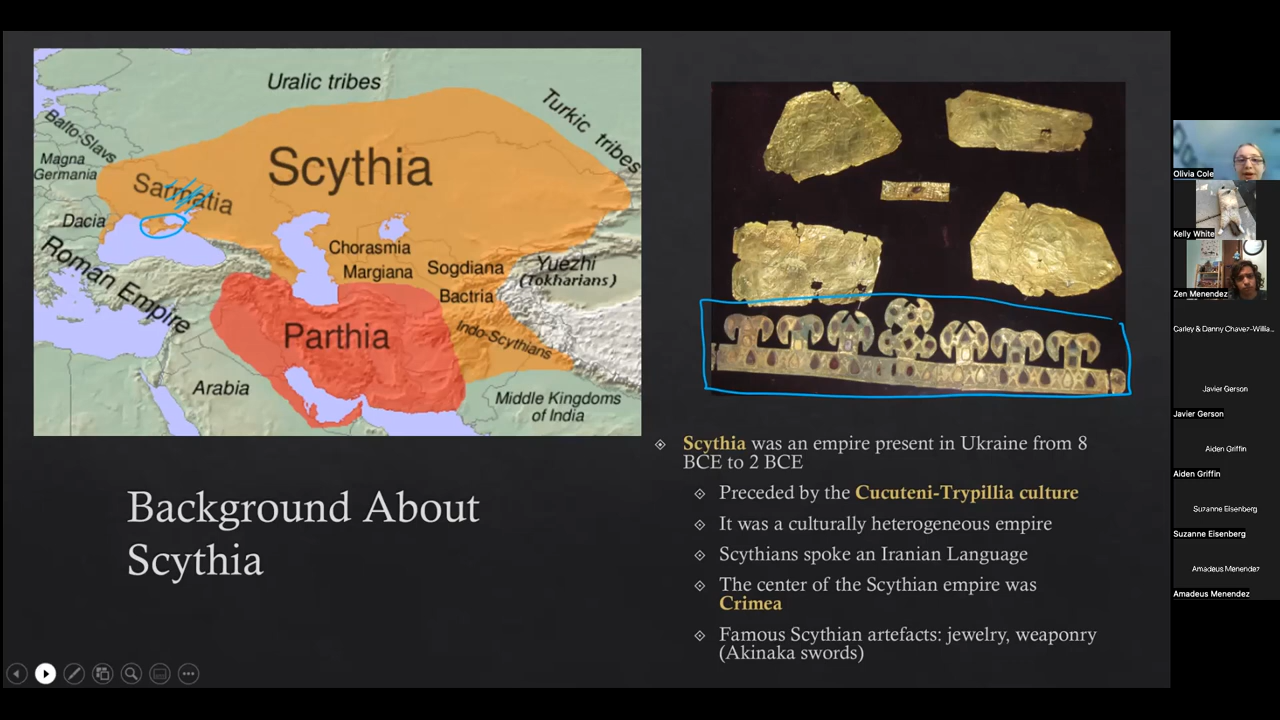 Uralic tribes
Turkic tribes
Balto-Slavs
Magna
Germania
Scythia
Sarmatia
Dacia
Roman Empire
Chorasmia
Margiana
Sogdiana
Yuezhi
(Tokharians)
Bactria
Indo-Scythians
Parthia
Arabia
Middle Kingdoms
of India
Background About
Scythia
Scythia was an empire present in Ukraine from 8
BCE to 2 BCE
Preceded by the Cucuteni-Trypillia culture
It was a culturally heterogeneous empire
Scythians spoke an Iranian Language
The center of the Scythian empire was
Crimea
Famous Scythian artefacts: jewelry, weaponry
(Akinaka swords)
Olivia Cole
Kelly White
Zen Menendez
Carley & Danny Chavez-Willia...
Javier Gerson
Javier Gerson
Aiden Griffin
Aiden Griffin
Suzanne Eisenberg
Suzanne Eisenberg
Amadeus Menendez
Amadeus Menendez